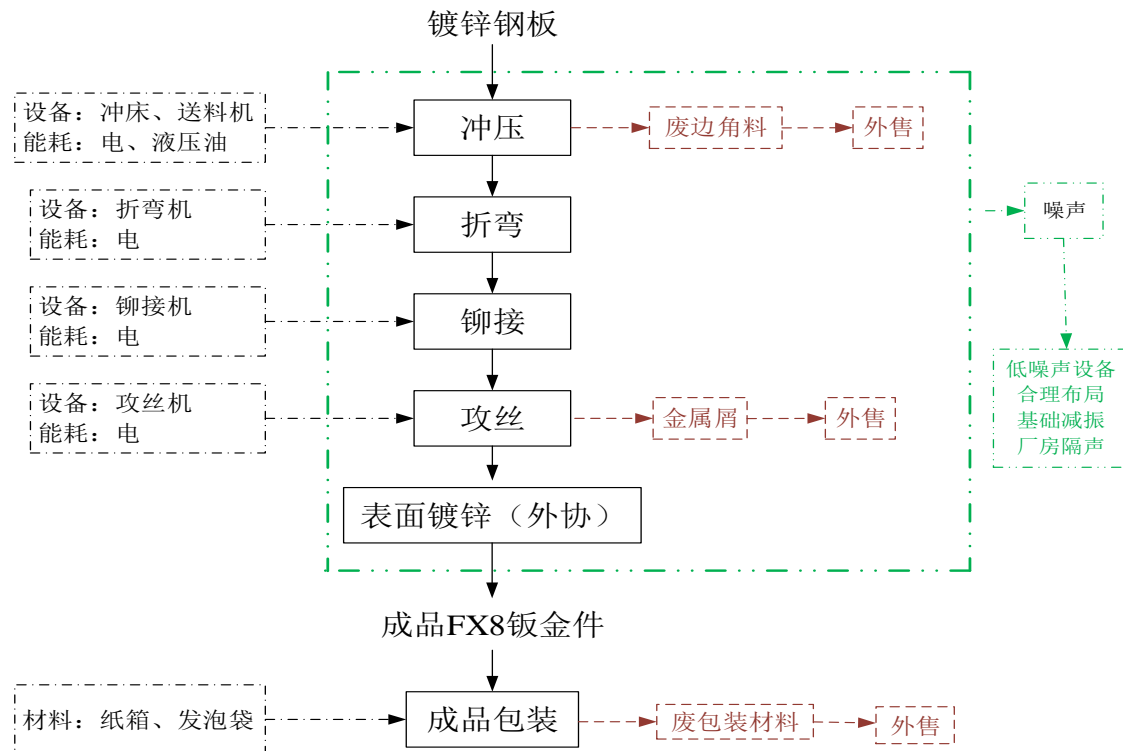 镀锌钢板
设备：冲床、送料机
能耗：电、液压油
冲压
废边角料
外售
设备：折弯机
能耗：电
折弯
噪声
设备：铆接机
能耗：电
铆接
低噪声设备
合理布局
基础减振
厂房隔声
设备：攻丝机
能耗：电
攻丝
金属屑
外售
表面镀锌（外协）
成品FX8钣金件
材料：纸箱、发泡袋
成品包装
废包装材料
外售